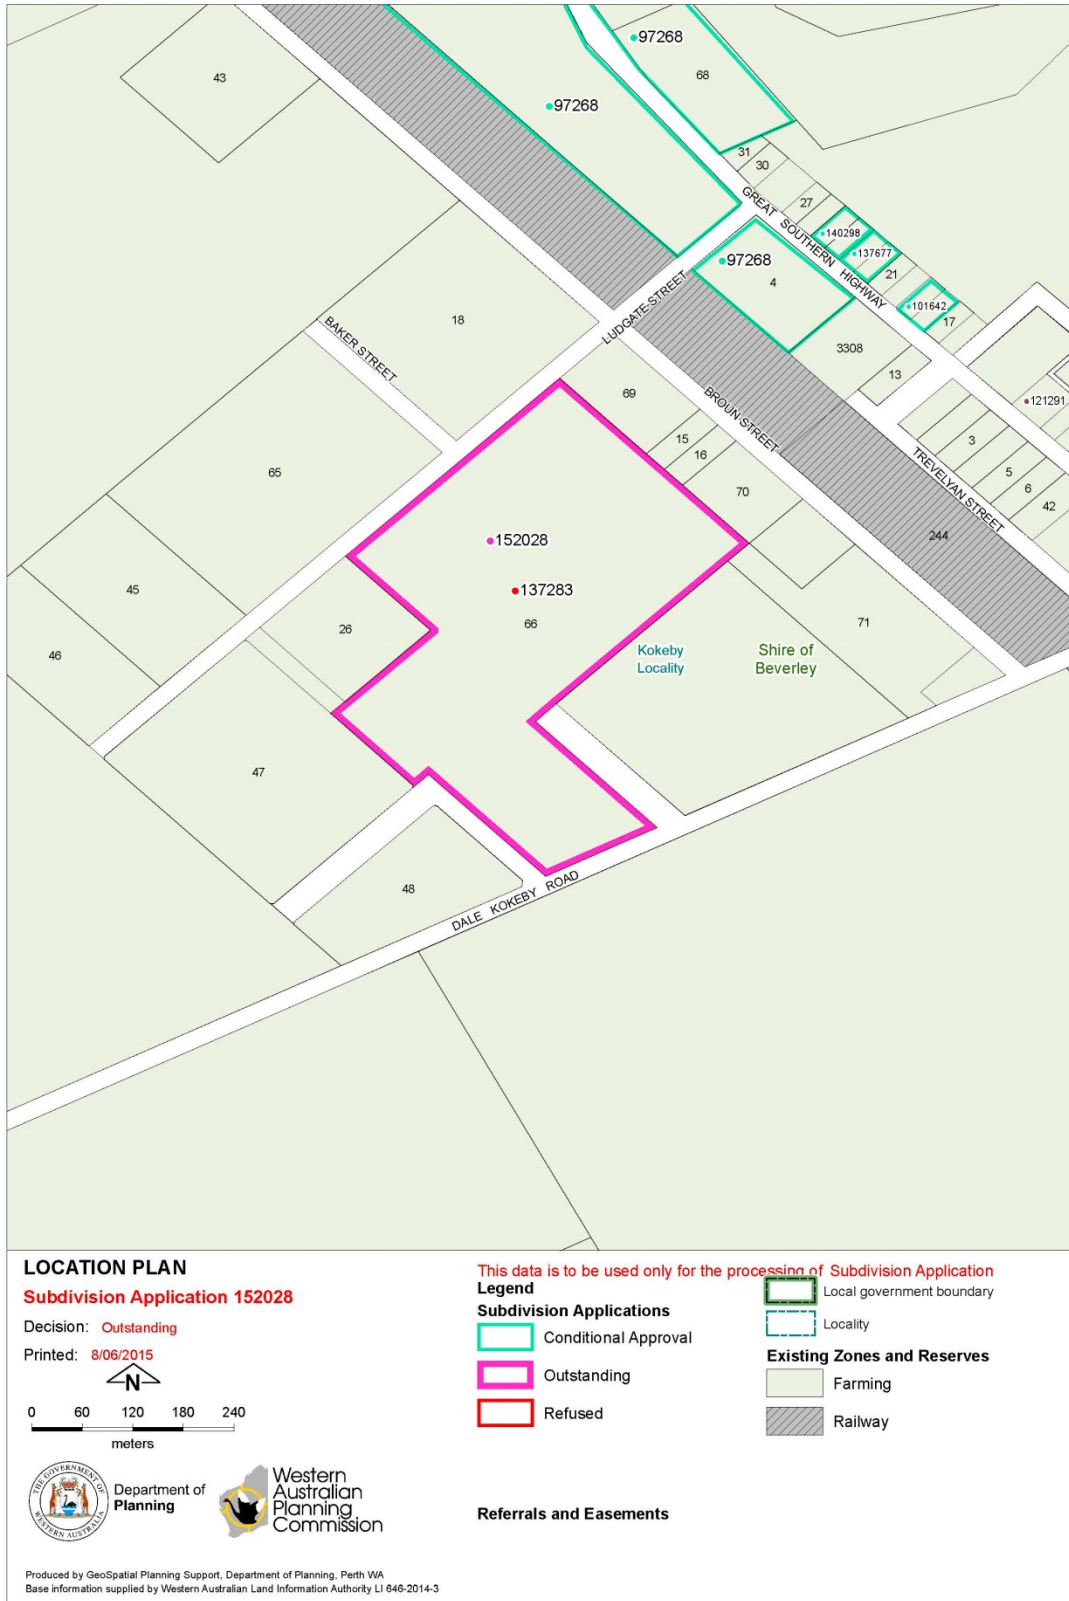 97268
68
43
97268
31
30
27
GREAT SOUTHERN HIGHWAY
140298
137677
97268
21
4
101642
17
LUDGATE STREET
18
BAKER STREET
3308
13
69
BROUN STREET
121291
15
16
3
TREVELYAN STREET
5
6
42
65
70
244
152028
137283
45
66
26
71
46
Kokeby
Locality
Shire of
Beverley
47
48
DALE KOKEBY ROAD
LOCATION PLAN
Subdivision Application 152028
Decision: Outstanding
Printed: 8/06/2015
N
0 60 120 180 240
meters
THE GOVERNMENT OF
WESTERN AUSTRALIA
Department of
Planning
Western
Australian
Planning
Commission
This data is to be used only for the processing of Subdivision Application
Legend
Subdivision Applications
Conditional Approval
Outstanding
Refused
Local government boundary
Locality
Existing Zones and Reserves
Farming
Railway
Referrals and Easements
Produced by GeoSpatial Planning Support, Department of Planning, Perth WA
Base information supplied by Western Australian Land Information Authority LI 646-2014-3